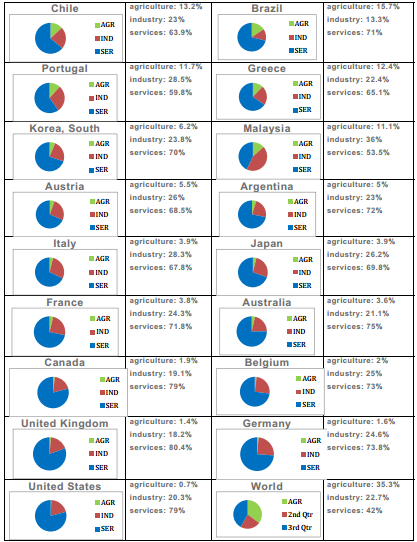 Chile
AGR
IND
SER
agriculture: 13.2%
industry: 23%
services: 63.9%
Brazil
AGR
IND
SER
agriculture: 15.7%
industry: 13.3%
services: 71%
Portugal
AGR
IND
SER
agriculture: 11.7%
industry: 28.5%
services: 59.8%
Greece
AGR
IND
SER
agriculture: 12.4%
industry: 22.4%
services: 65.1%
Korea, South
AGR
IND
SER
agriculture: 6.2%
industry: 23.8%
services: 70%
Malaysia
AGR
IND
SER
agriculture: 11.1%
industry: 36%
services: 53.5%
Austria
AGR
IND
SER
agriculture: 5.5%
industry: 26%
services: 68.5%
Argentina
AGR
IND
SER
agriculture: 5%
industry: 23%
services: 72%
Italy
AGR
IND
SER
agriculture: 3.9%
industry: 28.3%
services: 67.8%
Japan
AGR
IND
SER
agriculture: 3.9%
industry: 26.2%
services: 69.8%
France
AGR
IND
SER
agriculture: 3.8%
industry: 24.3%
services: 71.8%
Australia
AGR
IND
SER
agriculture: 3.6%
industry: 21.1%
services: 75%
Canada
AGR
IND
SER
agriculture: 1.9%
industry: 19.1%
services: 79%
Belgium
AGR
IND
SER
agriculture: 2%
industry: 25%
services: 73%
United Kingdom
AGR
IND
SER
agriculture: 1.4%
industry: 18.2%
services: 80.4%
Germany
AGR
IND
SER
agriculture: 1.6%
industry: 24.6%
services: 73.8%
United States
AGR
IND
SER
agriculture: 0.7%
industry: 20.3%
services: 79%
World
AGR
2nd Qtr
3rd Qtr
agriculture: 35.3%
industry: 22.7%
services: 42%